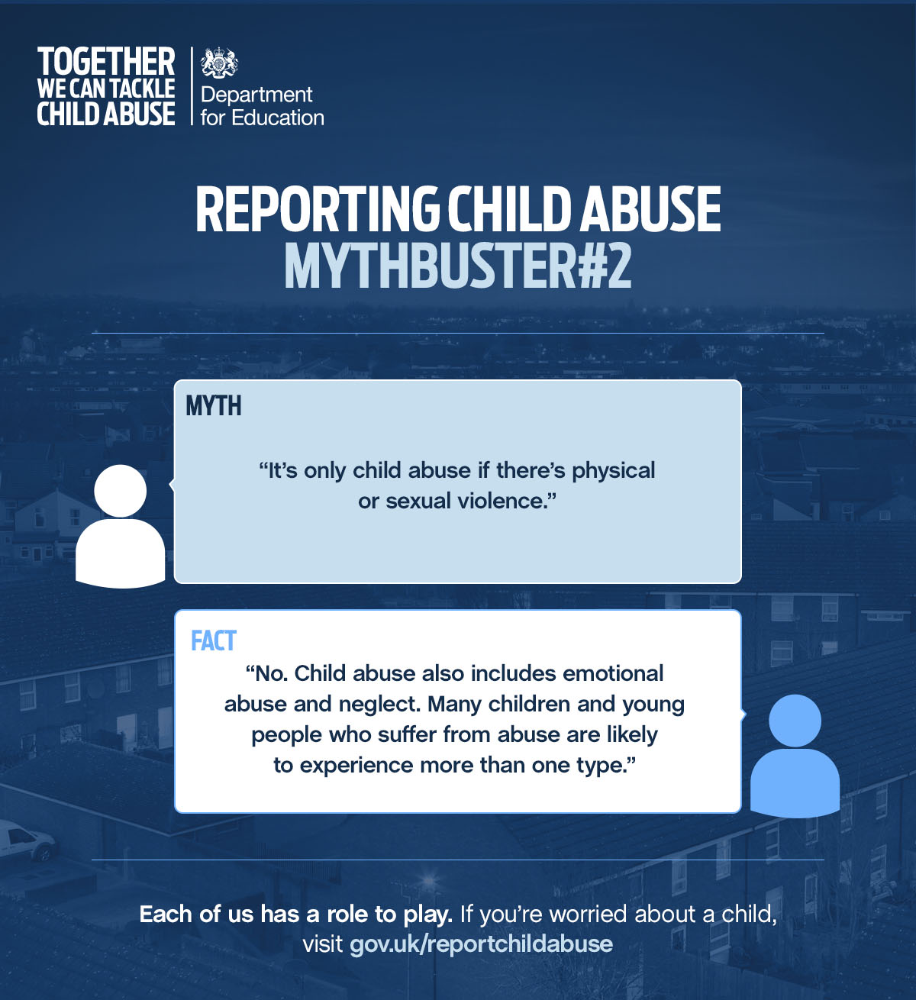 TOGETHER
WE CAN TACKLE
CHILD ABUSE
Department
for Education
REPORTING CHILD ABUSE
MYTHBUSTER#2
MYTH
“It’s only child abuse if there’s physical
or sexual violence.”
FACT
“No. Child abuse also includes emotional
abuse and neglect. Many children and young
people who suffer from abuse are likely
to experience more than one type.”
Each of us has a role to play. If you’re worried about a child,
visit gov.uk/reportchildabuse